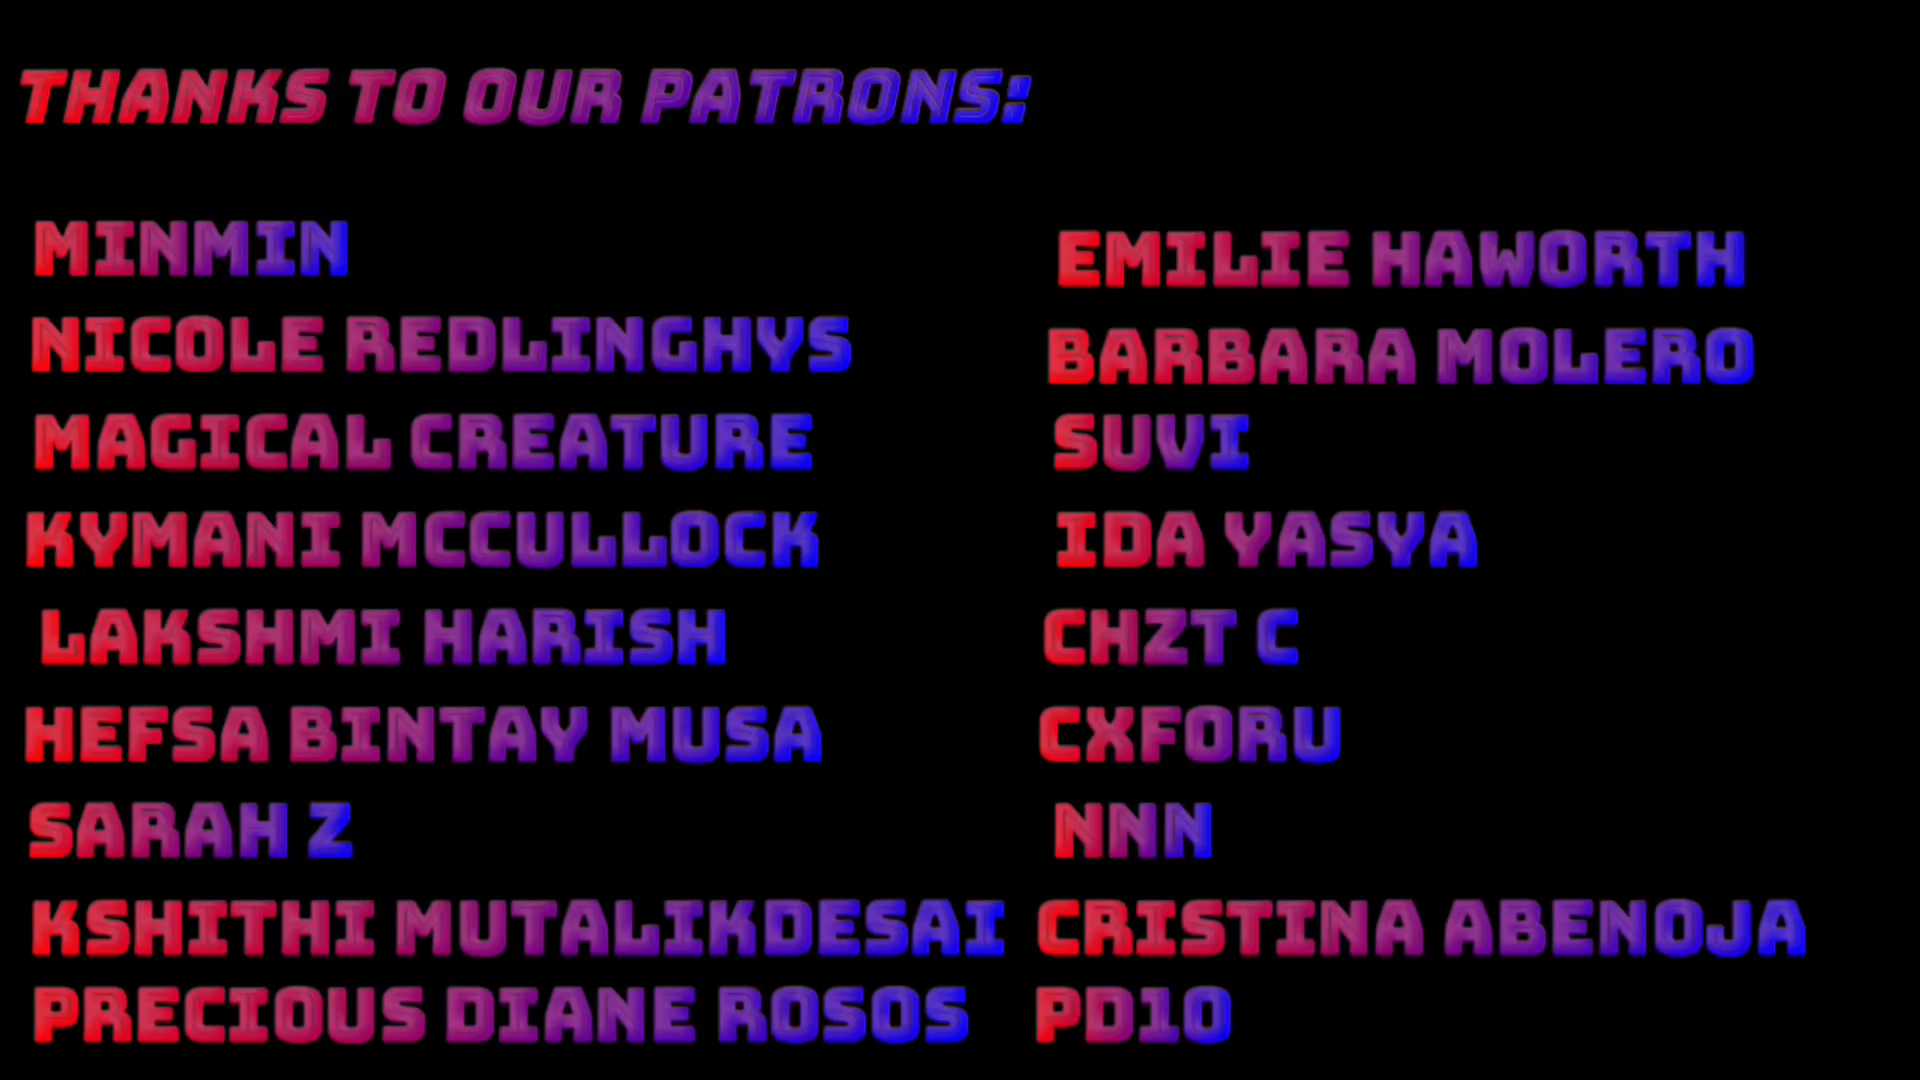 THANKS TO OUR PATRONS:
MINMIN
NICOLE REDLINGHYS
MAGICAL CREATURE
KYMANI MCCULLOCK
LAKSHMI HARISH
HEFSA BINTAY MUSA
SARAH Z
KSHITHI MUTALIKDESAI
PRECIOUS DIANE ROSOS
EMILIE HAWORTH
BARBARA MOLERO
SUVI
IDA YASYA
CHZT C
CXFORU
NNN
CRISTINA ABENOJA
PD10